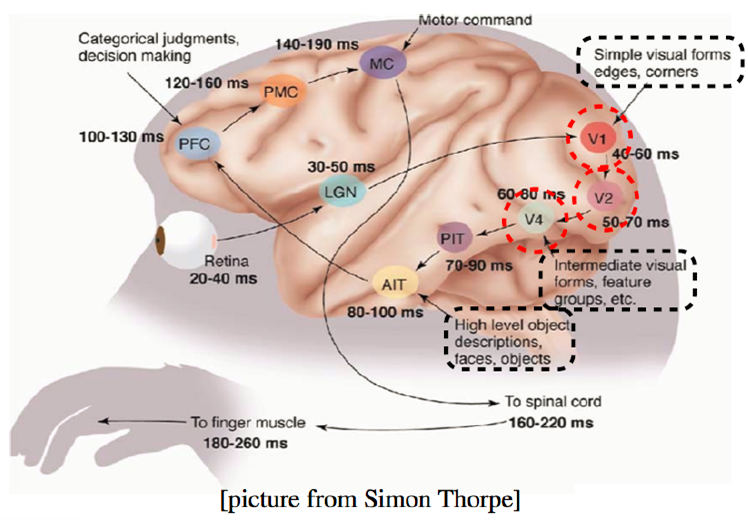 Motor command
Categorical judgments,
decision making
140-190 ms
MC
Simple visual forms
edges, corners
120-160 ms
PMC
100-130 ms
PFC
V1
40-60 ms
30-50 ms
LGN
60-80 ms
V2
V4
50-70 ms
PIT
Retina
20-40 ms
70-90 ms
Intermediate visual
forms, feature
groups, etc.
AIT
80-100 ms
High level object
descriptions,
faces, objects
To spinal cord
160-220 ms
To finger muscle
180-260 ms
[picture from Simon Thorpe]